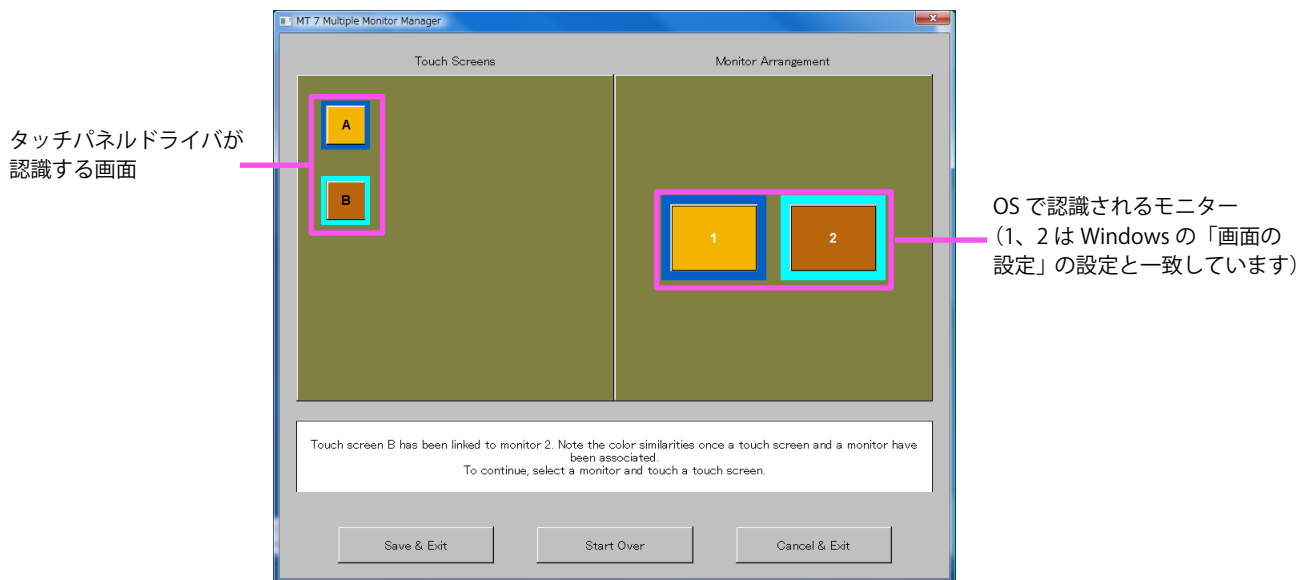 MT 7 Multiple Monitor Manager
Touch Screens
Monitor Arrangement
タッチパネルドライバが
認識する画面
A
B
1
2
OS で認識されるモニター
（1、2 は Windows の「画面の
設定」の設定と一致しています）
Touch screen B has been linked to monitor 2. Note the color similarities once a touch screen and a monitor have
been associated.
To continue, select a monitor and touch a touch screen.
Save & Exit
Start Over
Cancel & Exit